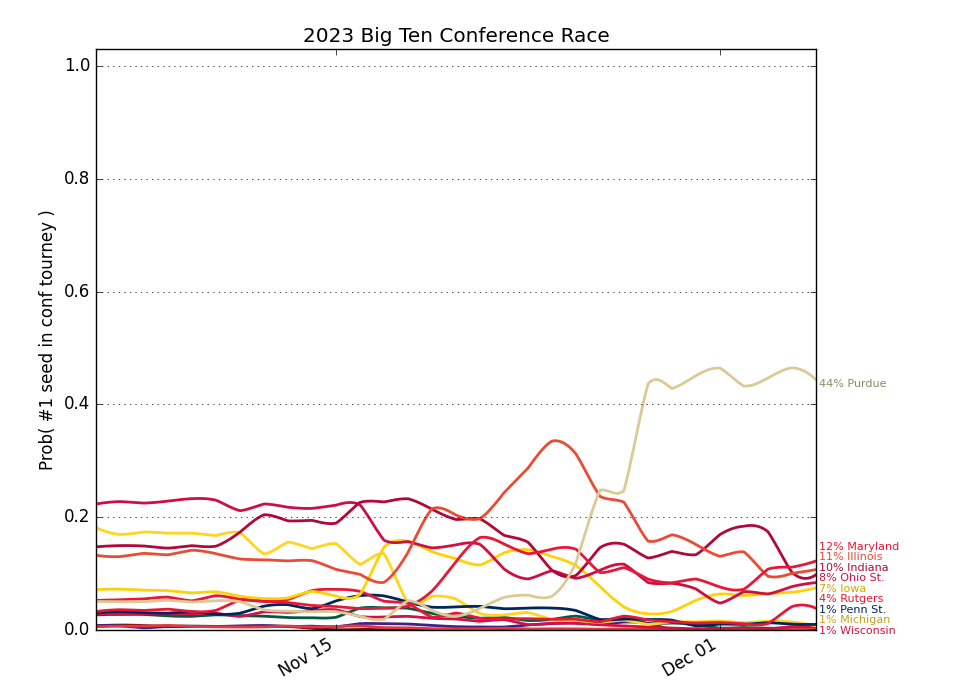 2023 Big Ten Conference Race
Prob( #1 seed in conf tourney )
1.0
0.8
0.6
0.4
0.2
0.0
Nov 15
Dec 01
44% Purdue
12% Maryland
11% Illinois
10% Indiana
8% Ohio St.
7% Iowa
4% Rutgers
1% Penn St.
1% Michigan
1% Wisconsin